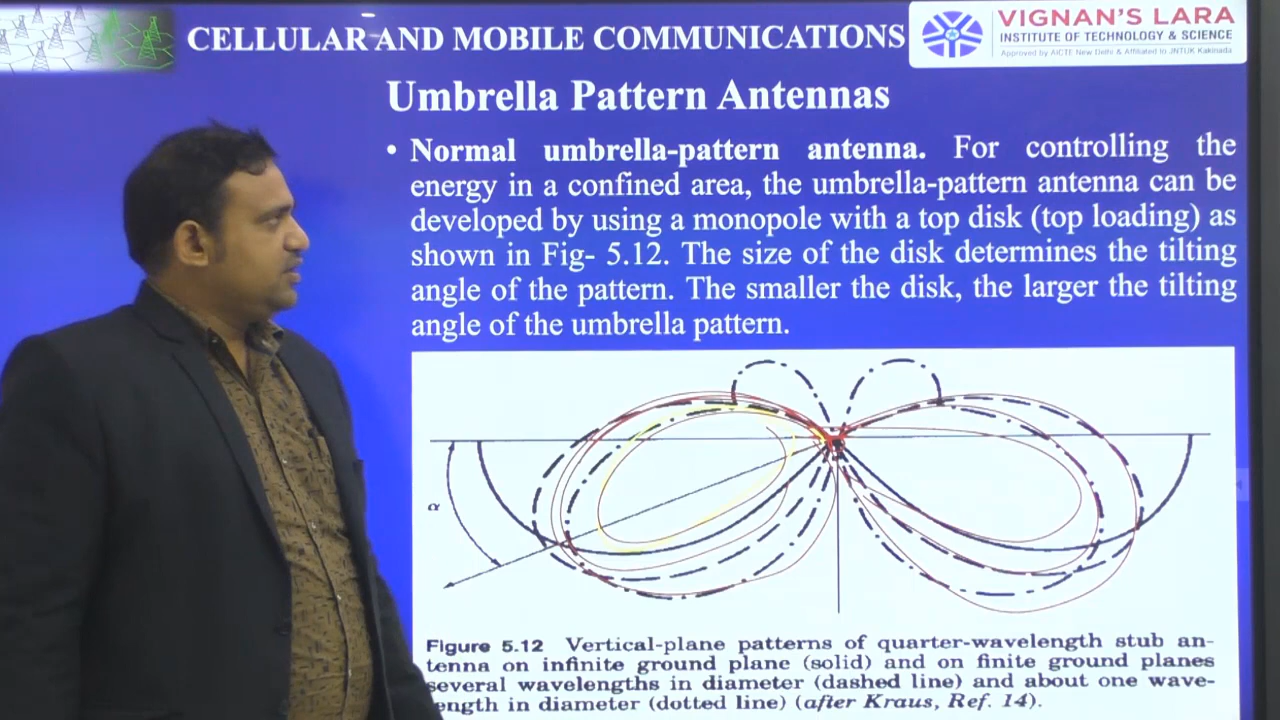 CELLULAR AND MOBILE COMMUNICATIONS
VIGNAN'S LARA
INSTITUTE OF TECHNOLOGY & SCIENCE
Approved by AICTE New Delhi & Affiliated to JNTUK Kakinada
Umbrella Pattern Antennas
• Normal umbrella-pattern antenna. For controlling the
energy in a confined area, the umbrella-pattern antenna can be
developed by using a monopole with a top disk (top loading) as
shown in Fig- 5.12. The size of the disk determines the tilting
angle of the pattern. The smaller the disk, the larger the tilting
angle of the umbrella pattern.
α
Figure 5.12 Vertical-plane patterns of quarter-wavelength stub an-
tenna on infinite ground plane (solid) and on finite ground planes
several wavelengths in diameter (dashed line) and about one wave-
ength in diameter (dotted line) (after Kraus, Ref. 14).